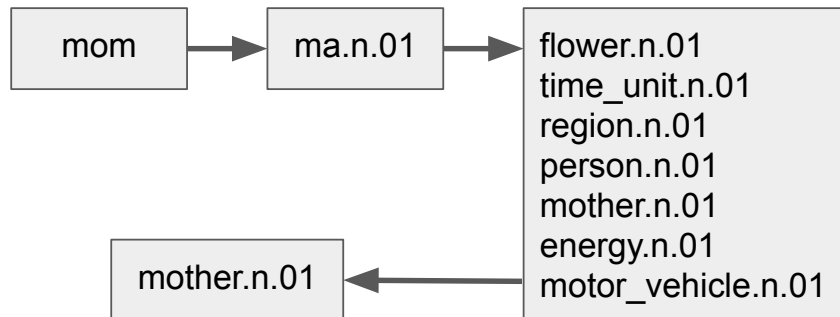 mom
ma.n.01
flower.n.01
time_unit.n.01
region.n.01
person.n.01
mother.n.01
energy.n.01
motor_vehicle.n.01
mother.n.01